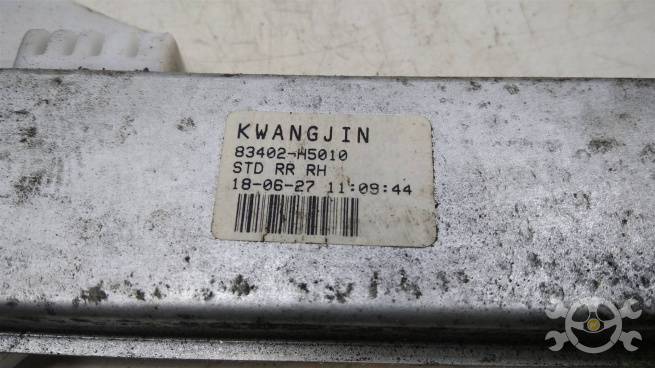 KWANGJIN
83402-H5010
STD RR RH
18-06-27 11:09:44